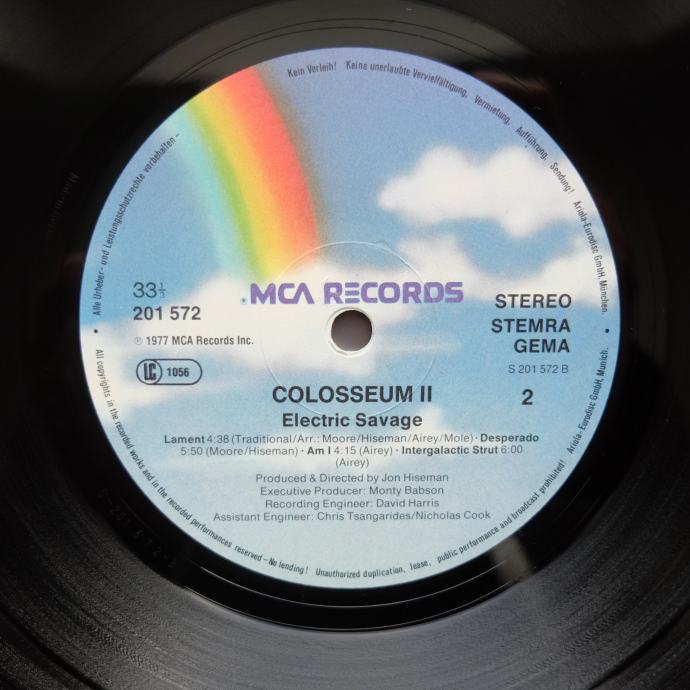 Alle Urheber- und Leistungsschutzrechte vorbehalten – Kein Verleih! Keine unerlaubte Vervielfältigung, Vermietung, Aufführung, Sendung! Ariola-Eurodisc GmbH, München.
33⅓
201 572
℗ 1977 MCA Records Inc.
LC 1056
MCA RECORDS
STEREO
STEMRA
GEMA
S 201 572 B
2
COLOSSEUM II
Electric Savage
Lament 4:38 (Traditional/Arr.: Moore/Hiseman/Airey/Mole) · Desperado
5:50 (Moore/Hiseman) · Am I 4:15 (Airey) · Intergalactic Strut 6:00
(Airey)
Produced & Directed by Jon Hiseman
Executive Producer: Monty Babson
Recording Engineer: David Harris
Assistant Engineer: Chris Tsangarides/Nicholas Cook
All copyrights in the recorded works and in the recorded performances reserved – No lending! Unauthorized duplication, lease, public performance and broadcast prohibited! Ariola-Eurodisc GmbH, Munich.